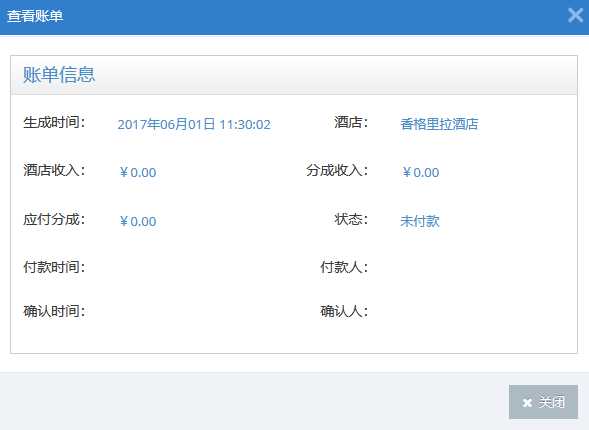 查看账单
账单信息
生成时间： 2017年06月01日 11:30:02 酒店： 香格里拉酒店
酒店收入： ￥0.00 分成收入： ￥0.00
应付分成： ￥0.00 状态： 未付款
付款时间： 付款人：
确认时间： 确认人：
关闭